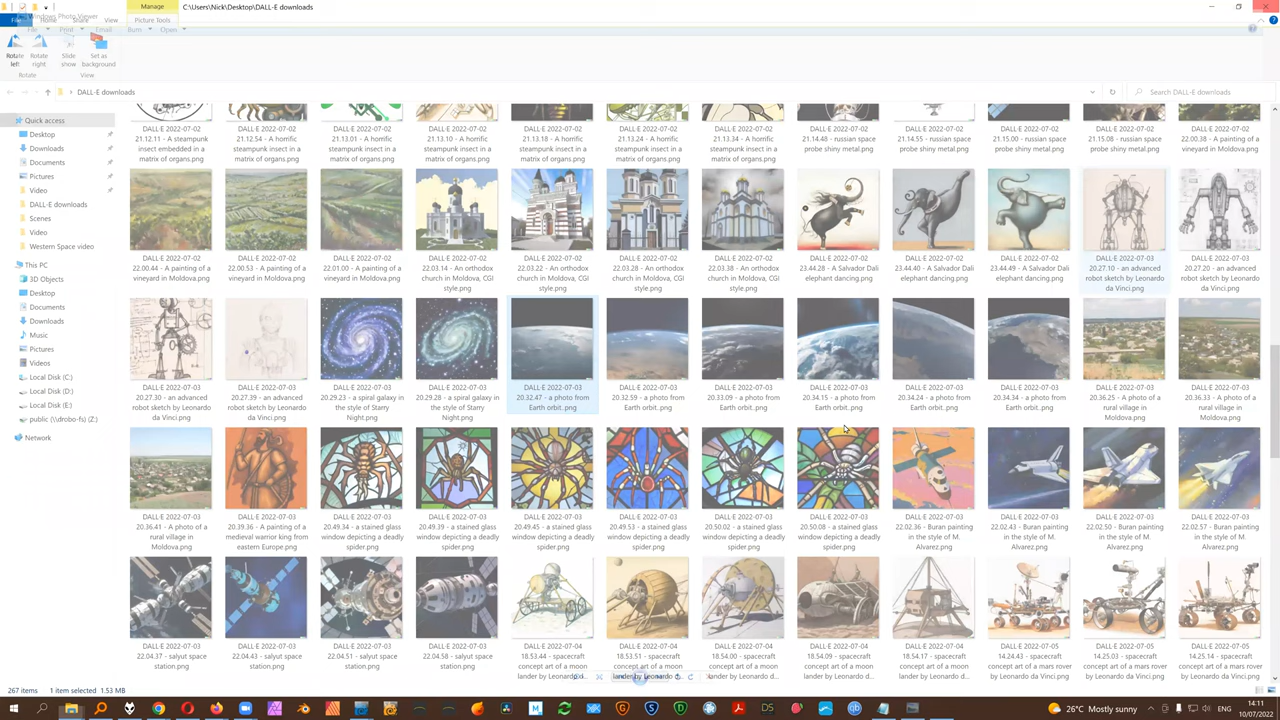 Manage
C:\Users\Nick\Desktop\DALL-E downloads
Windows Photo Viewer
File Home Share View Picture Tools
File Print Email Burn Open
Rotate left
Rotate right
Slide show
Set as background
Rotate
View
DALL-E downloads
Search DALL-E downloads
Quick access
Desktop
Downloads
Documents
Pictures
Video
DALL-E downloads
Scenes
Video
Western Space video
This PC
3D Objects
Desktop
Documents
Downloads
Music
Pictures
Videos
Local Disk (C:)
Local Disk (D:)
Local Disk (E:)
public (\\drobo-fs) (Z:)
Network
DALL·E 2022-07-02 21.12.11 - A steampunk insect embedded in a matrix of organs.png
DALL·E 2022-07-02 21.12.54 - A horrific steampunk insect in a matrix of organs.png
DALL·E 2022-07-02 21.13.01 - A horrific steampunk insect in a matrix of organs.png
DALL·E 2022-07-02 21.13.10 - A horrific steampunk insect in a matrix of organs.png
DALL·E 2022-07-02 21.13.18 - A horrific steampunk insect in a matrix of organs.png
DALL·E 2022-07-02 21.13.34 - A horrific steampunk insect in a matrix of organs.png
DALL·E 2022-07-02 21.14.48 - russian space probe shiny metal.png
DALL·E 2022-07-02 21.14.55 - russian space probe shiny metal.png
DALL·E 2022-07-02 21.15.00 - russian space probe shiny metal.png
DALL·E 2022-07-02 21.15.08 - russian space probe shiny metal.png
DALL·E 2022-07-02 22.00.38 - A painting of a vineyard in Moldova.png
DALL·E 2022-07-02 22.00.44 - A painting of a vineyard in Moldova.png
DALL·E 2022-07-02 22.00.53 - A painting of a vineyard in Moldova.png
DALL·E 2022-07-02 22.01.00 - A painting of a vineyard in Moldova.png
DALL·E 2022-07-02 22.03.14 - An orthodox church in Moldova, CGI style.png
DALL·E 2022-07-02 22.03.22 - An orthodox church in Moldova, CGI style.png
DALL·E 2022-07-02 22.03.28 - An orthodox church in Moldova, CGI style.png
DALL·E 2022-07-02 22.03.38 - An orthodox church in Moldova, CGI style.png
DALL·E 2022-07-02 23.44.28 - A Salvador Dali elephant dancing.png
DALL·E 2022-07-02 23.44.40 - A Salvador Dali elephant dancing.png
DALL·E 2022-07-02 23.44.49 - A Salvador Dali elephant dancing.png
DALL·E 2022-07-03 20.27.10 - an advanced robot sketch by Leonardo da Vinci.png
DALL·E 2022-07-03 20.27.20 - an advanced robot sketch by Leonardo da Vinci.png
DALL·E 2022-07-03 20.27.30 - an advanced robot sketch by Leonardo da Vinci.png
DALL·E 2022-07-03 20.27.39 - an advanced robot sketch by Leonardo da Vinci.png
DALL·E 2022-07-03 20.29.23 - a spiral galaxy in the style of Starry Night.png
DALL·E 2022-07-03 20.29.28 - a spiral galaxy in the style of Starry Night.png
DALL·E 2022-07-03 20.32.47 - a photo from Earth orbit.png
DALL·E 2022-07-03 20.32.59 - a photo from Earth orbit.png
DALL·E 2022-07-03 20.33.09 - a photo from Earth orbit.png
DALL·E 2022-07-03 20.34.15 - a photo from Earth orbit.png
DALL·E 2022-07-03 20.34.24 - a photo from Earth orbit.png
DALL·E 2022-07-03 20.34.34 - a photo from Earth orbit.png
DALL·E 2022-07-03 20.36.25 - A photo of a rural village in Moldova.png
DALL·E 2022-07-03 20.36.33 - A photo of a rural village in Moldova.png
DALL·E 2022-07-03 20.36.41 - A photo of a rural village in Moldova.png
DALL·E 2022-07-03 20.39.36 - A painting of a medieval warrior king from eastern Europe.png
DALL·E 2022-07-03 20.49.34 - a stained glass window depicting a deadly spider.png
DALL·E 2022-07-03 20.49.39 - a stained glass window depicting a deadly spider.png
DALL·E 2022-07-03 20.49.45 - a stained glass window depicting a deadly spider.png
DALL·E 2022-07-03 20.49.53 - a stained glass window depicting a deadly spider.png
DALL·E 2022-07-03 20.50.02 - a stained glass window depicting a deadly spider.png
DALL·E 2022-07-03 20.50.08 - a stained glass window depicting a deadly spider.png
DALL·E 2022-07-03 22.02.36 - Buran painting in the style of M. Alvarez.png
DALL·E 2022-07-03 22.02.43 - Buran painting in the style of M. Alvarez.png
DALL·E 2022-07-03 22.02.50 - Buran painting in the style of M. Alvarez.png
DALL·E 2022-07-03 22.02.57 - Buran painting in the style of M. Alvarez.png
DALL·E 2022-07-03 22.04.37 - salyut space station.png
DALL·E 2022-07-03 22.04.43 - salyut space station.png
DALL·E 2022-07-03 22.04.51 - salyut space station.png
DALL·E 2022-07-03 22.04.58 - salyut space station.png
DALL·E 2022-07-04 18.53.44 - spacecraft concept art of a moon lander by Leonardo d...
DALL·E 2022-07-04 18.53.51 - spacecraft concept art of a moon lander by Leonardo d...
DALL·E 2022-07-04 18.54.00 - spacecraft concept art of a moon lander by Leonardo d...
DALL·E 2022-07-04 18.54.09 - spacecraft concept art of a moon lander by Leonardo d...
DALL·E 2022-07-04 18.54.17 - spacecraft concept art of a moon lander by Leonardo d...
DALL·E 2022-07-05 14.24.43 - spacecraft concept art of a mars rover by Leonardo da V...
DALL·E 2022-07-05 14.25.03 - spacecraft concept art of a mars rover by Leonardo da V...
DALL·E 2022-07-05 14.25.14 - spacecraft concept art of a mars rover by Leonardo da V...
267 items
1 item selected 1.53 MB
26°C Mostly sunny
ENG
14:11
10/07/2022